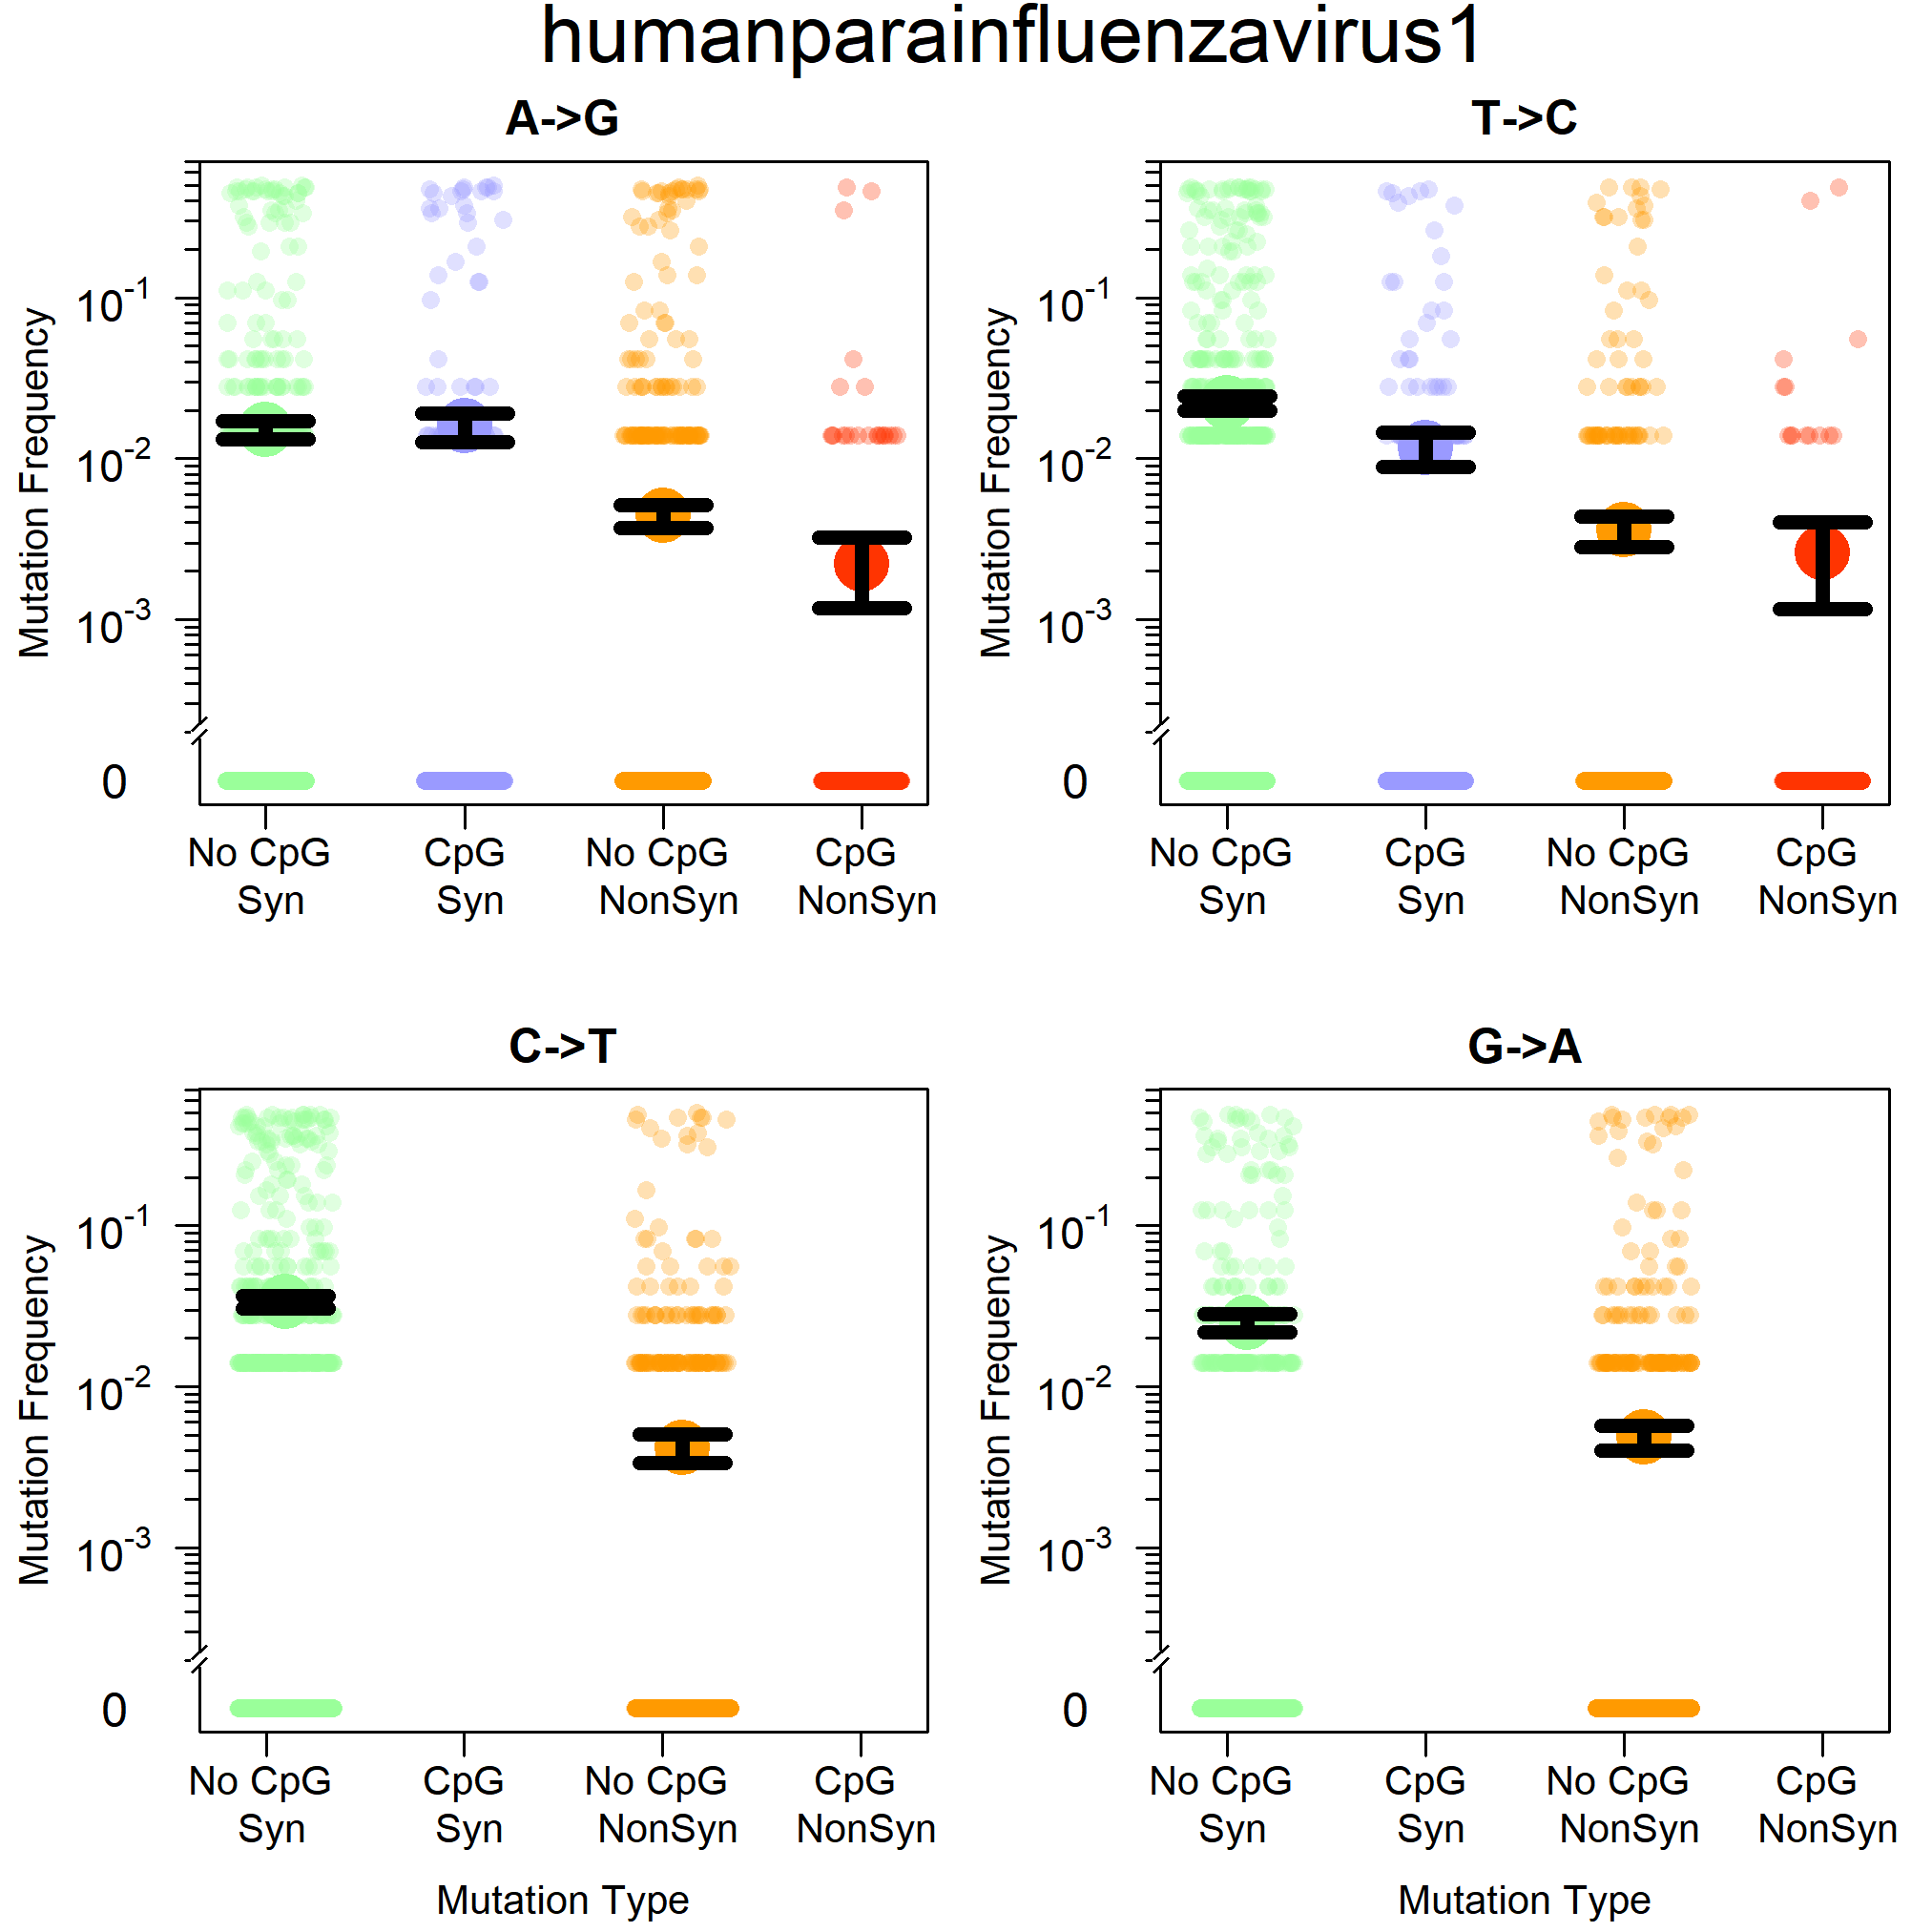 humanparainfluenzavirus1
A->G
Mutation Frequency
10^-1
10^-2
10^-3
0
No CpG CpG No CpG CpG
Syn Syn NonSyn NonSyn
T->C
Mutation Frequency
10^-1
10^-2
10^-3
0
No CpG CpG No CpG CpG
Syn Syn NonSyn NonSyn
C->T
Mutation Frequency
10^-1
10^-2
10^-3
0
No CpG CpG No CpG CpG
Syn Syn NonSyn NonSyn
Mutation Type
G->A
Mutation Frequency
10^-1
10^-2
10^-3
0
No CpG CpG No CpG CpG
Syn Syn NonSyn NonSyn
Mutation Type